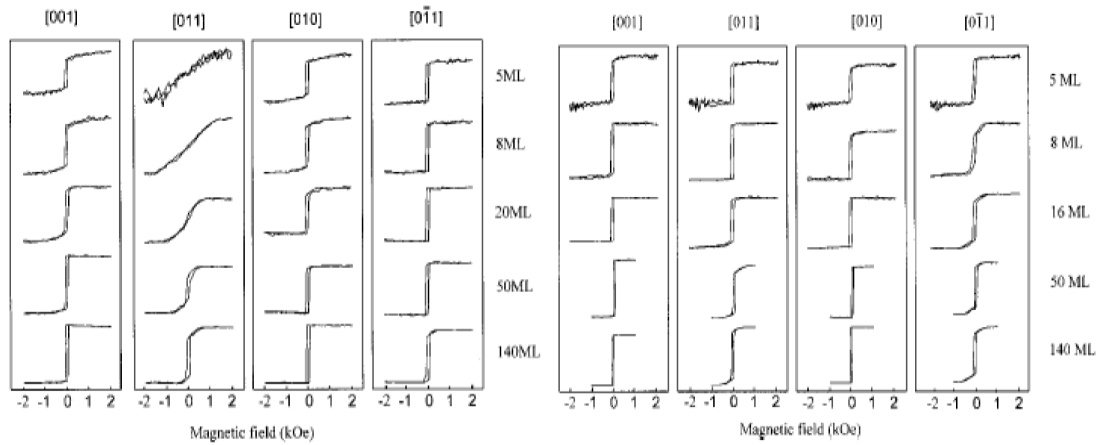 [001] [011] [010] [01̄1]
5ML
8ML
20ML
50ML
140ML
-2 -1 0 1 2 -2 -1 0 1 2 -2 -1 0 1 2 -2 -1 0 1 2
Magnetic field (kOe)
[001] [011] [010] [01̄1]
5 ML
8 ML
16 ML
50 ML
140 ML
-2 -1 0 1 2 -2 -1 0 1 2 -2 -1 0 1 2 -2 -1 0 1 2
Magnetic field (kOe)